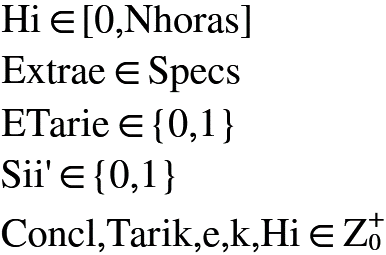 Hi ∈ [0,Nhoras]
Extrae ∈ Specs
ETarie ∈ {0,1}
Sii' ∈ {0,1}
Concl,Tarik,e,k,Hi ∈ Z₀⁺